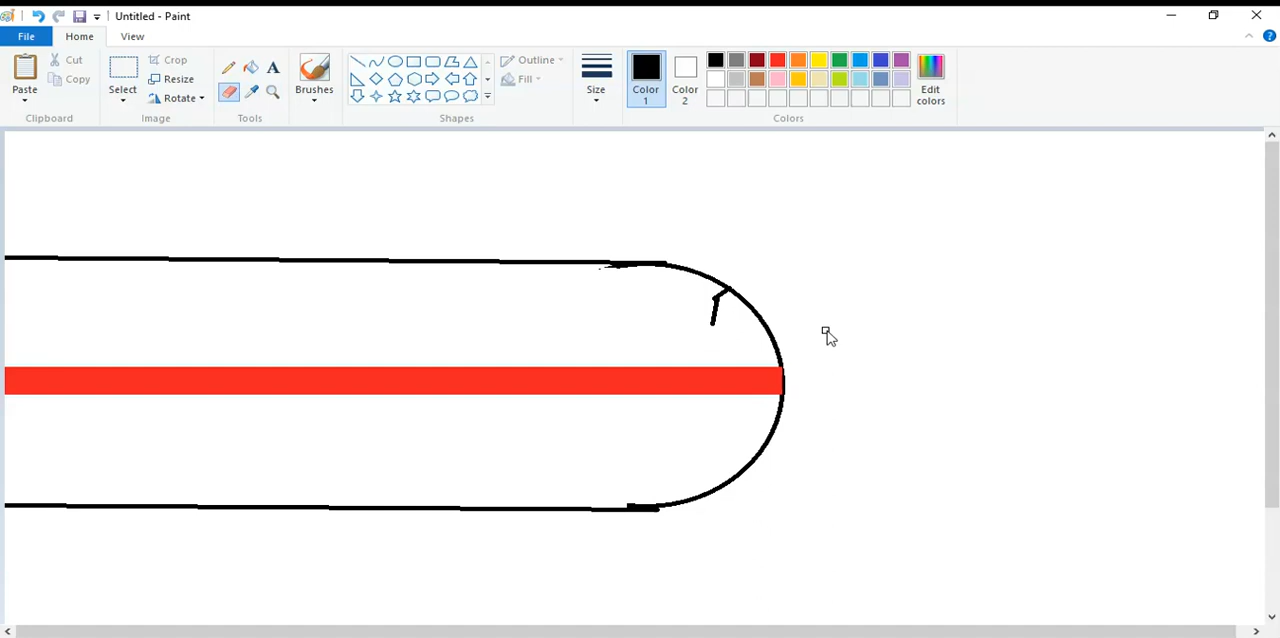 Untitled - Paint
File Home View
Paste Cut Copy
Clipboard
Select Crop Resize Rotate
Image
A
Tools
Brushes
Outline Fill
Shapes
Size
Color 1
Color 2
Edit colors
Colors